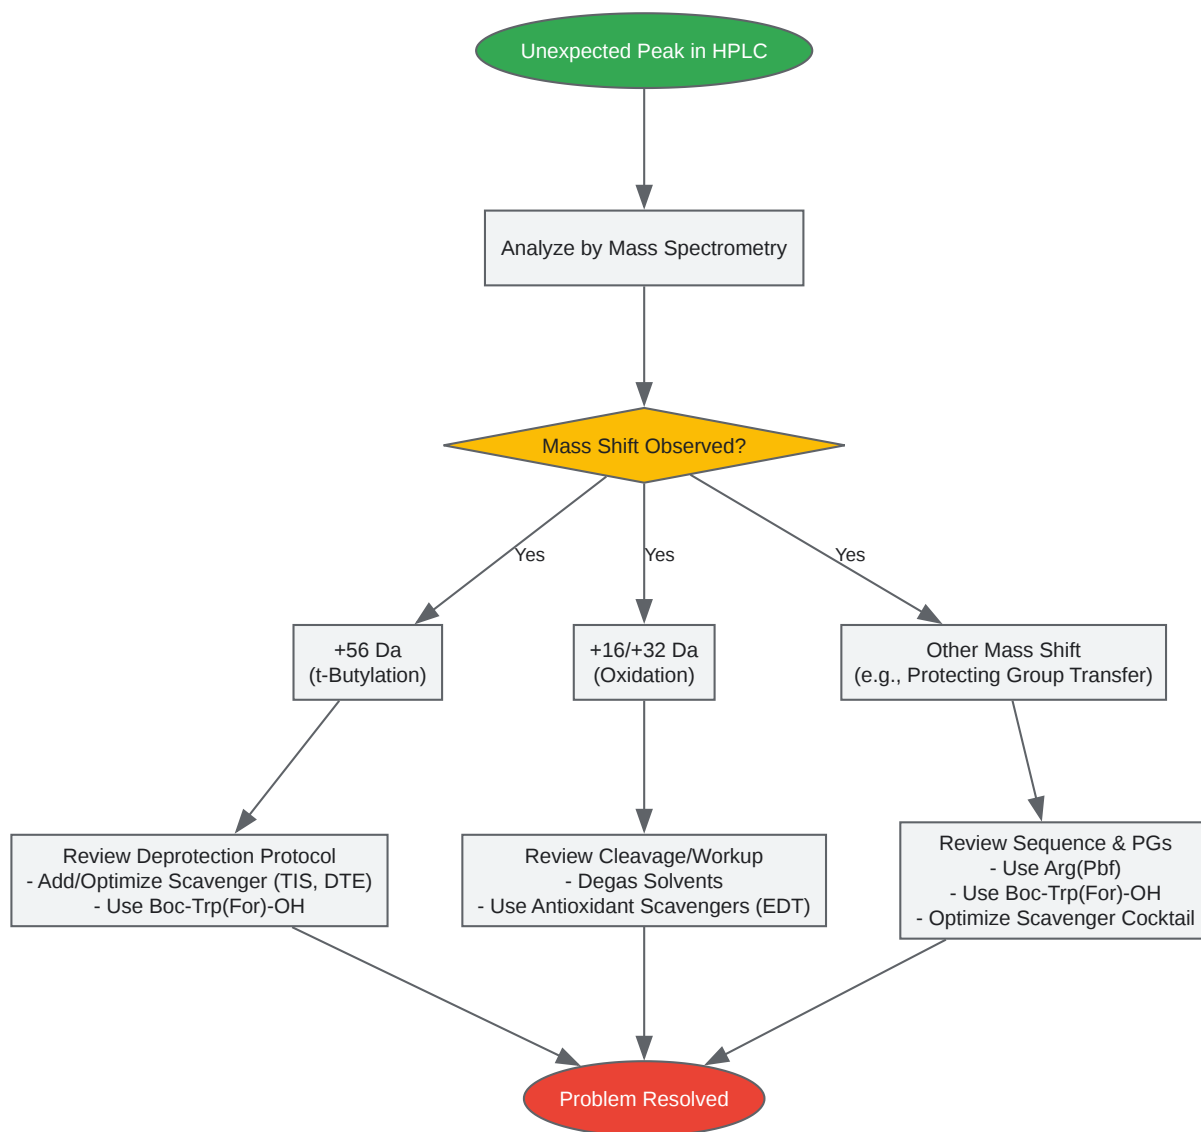 Unexpected Peak in HPLC
Analyze by Mass Spectrometry
Mass Shift Observed?
Yes
Yes
Yes
+56 Da
(t-Butylation)
+16/+32 Da
(Oxidation)
Other Mass Shift
(e.g., Protecting Group Transfer)
Review Deprotection Protocol
- Add/Optimize Scavenger (TIS, DTE)
- Use Boc-Trp(For)-OH
Review Cleavage/Workup
- Degas Solvents
- Use Antioxidant Scavengers (EDT)
Review Sequence & PGs
- Use Arg(Pbf)
- Use Boc-Trp(For)-OH
- Optimize Scavenger Cocktail
Problem Resolved